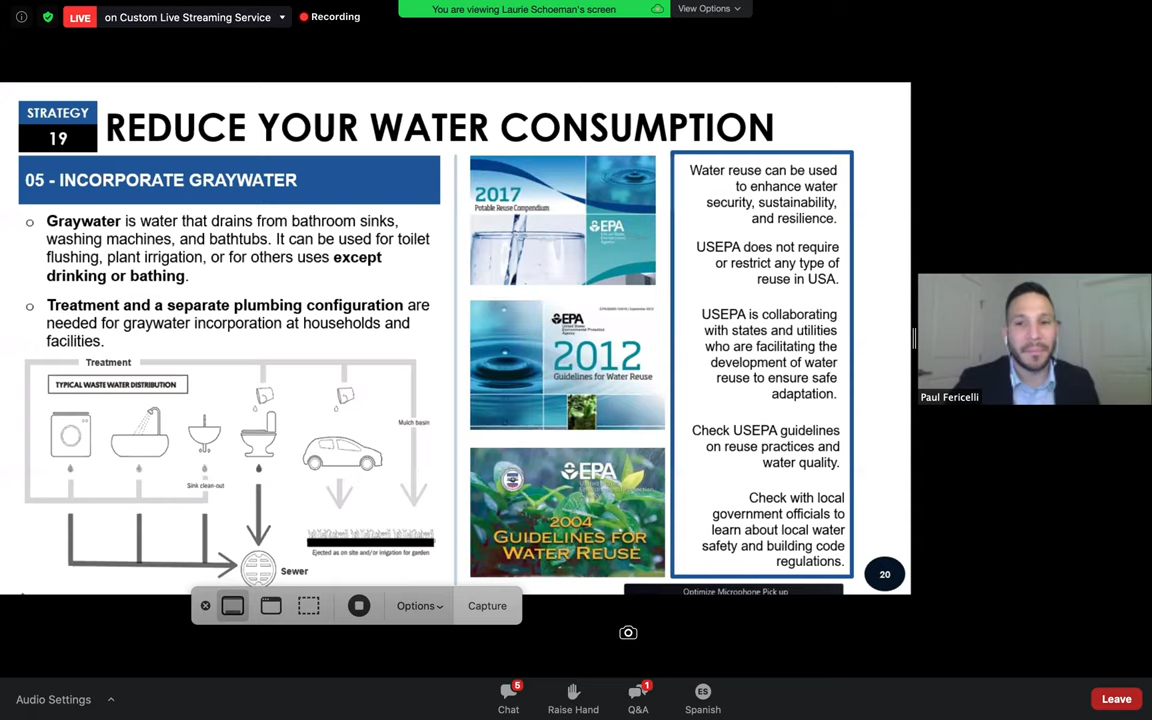 LIVE on Custom Live Streaming Service Recording
You are viewing Laurie Schoeman's screen View Options
STRATEGY
19
REDUCE YOUR WATER CONSUMPTION
05 - INCORPORATE GRAYWATER
Graywater is water that drains from bathroom sinks,
washing machines, and bathtubs. It can be used for toilet
flushing, plant irrigation, or for others uses except
drinking or bathing.
Treatment and a separate plumbing configuration are
needed for graywater incorporation at households and
facilities.
Treatment
TYPICAL WASTE WATER DISTRIBUTION
Mulch basin
Sink clean-out
Ejected as on site and/or irrigation for garden
Sewer
2017
Potable Reuse Compendium
EPA
EPA
2012
Guidelines for Water Reuse
EPA
2004
GUIDELINES FOR
WATER REUSE
Water reuse can be used
to enhance water
security, sustainability,
and resilience.
USEPA does not require
or restrict any type of
reuse in USA.
USEPA is collaborating
with states and utilities
who are facilitating the
development of water
reuse to ensure safe
adaptation.
Check USEPA guidelines
on reuse practices and
water quality.
Check with local
government officials to
learn about local water
safety and building code
regulations.
20
Paul Fericelli
Optimize Microphone Pick up
Options
Capture
Audio Settings
5
Chat
Raise Hand
1
Q&A
ES
Spanish
Leave